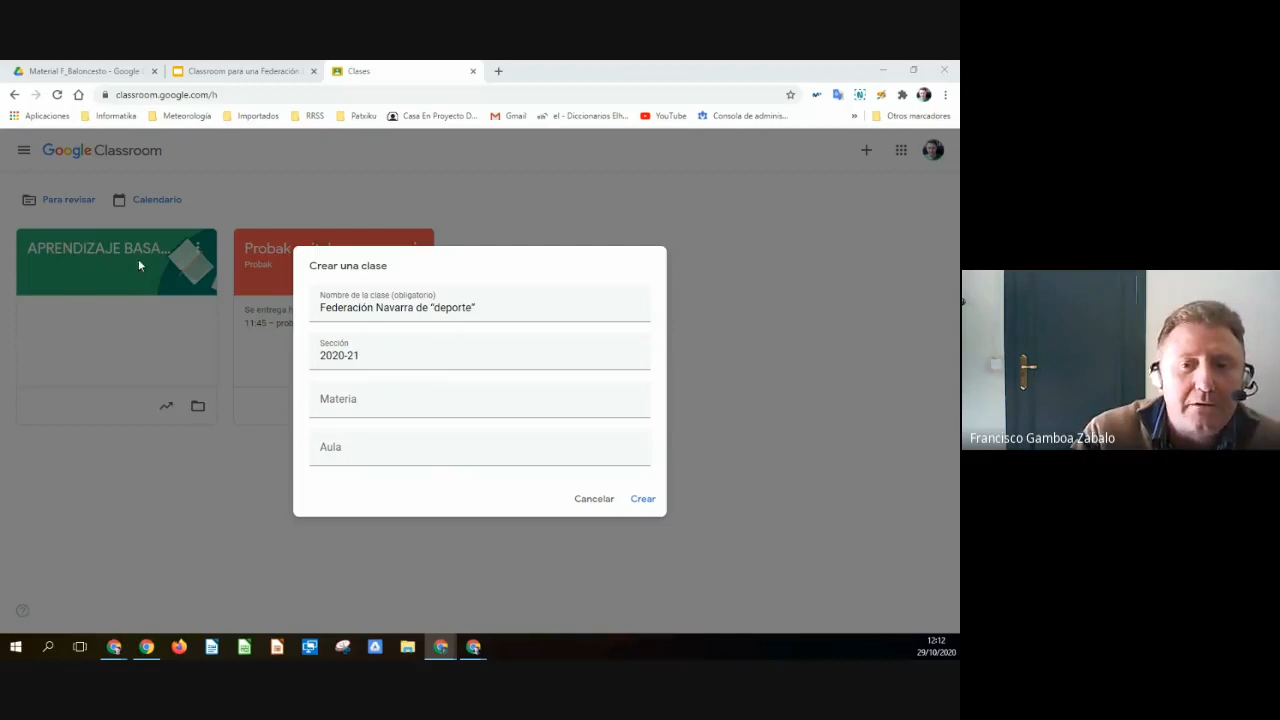 Material F_Baloncesto - Google
Classroom para una Federación
Clases
classroom.google.com/h
Aplicaciones
Informatika
Meteorología
Importados
RRSS
Patxiku
Casa En Proyecto D...
Gmail
el - Diccionarios Elh...
YouTube
Consola de adminis...
»
Otros marcadores
Google Classroom
Para revisar
Calendario
APRENDIZAJE BASA...
Probak
Probak
Se entrega
11:45 – prob
Crear una clase
Nombre de la clase (obligatorio)
Federación Navarra de “deporte”
Sección
2020-21
Materia
Aula
Cancelar
Crear
Francisco Gamboa Zabalo
12:12
29/10/2020